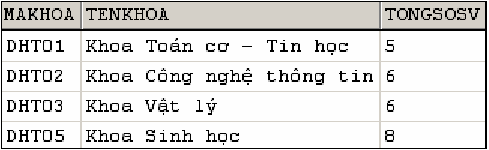 MAKHOA TENKHOA TONGSOSV
DHT01 Khoa Toán cơ - Tin học 5
DHT02 Khoa Công nghệ thông tin 6
DHT03 Khoa Vật lý 6
DHT05 Khoa Sinh học 8